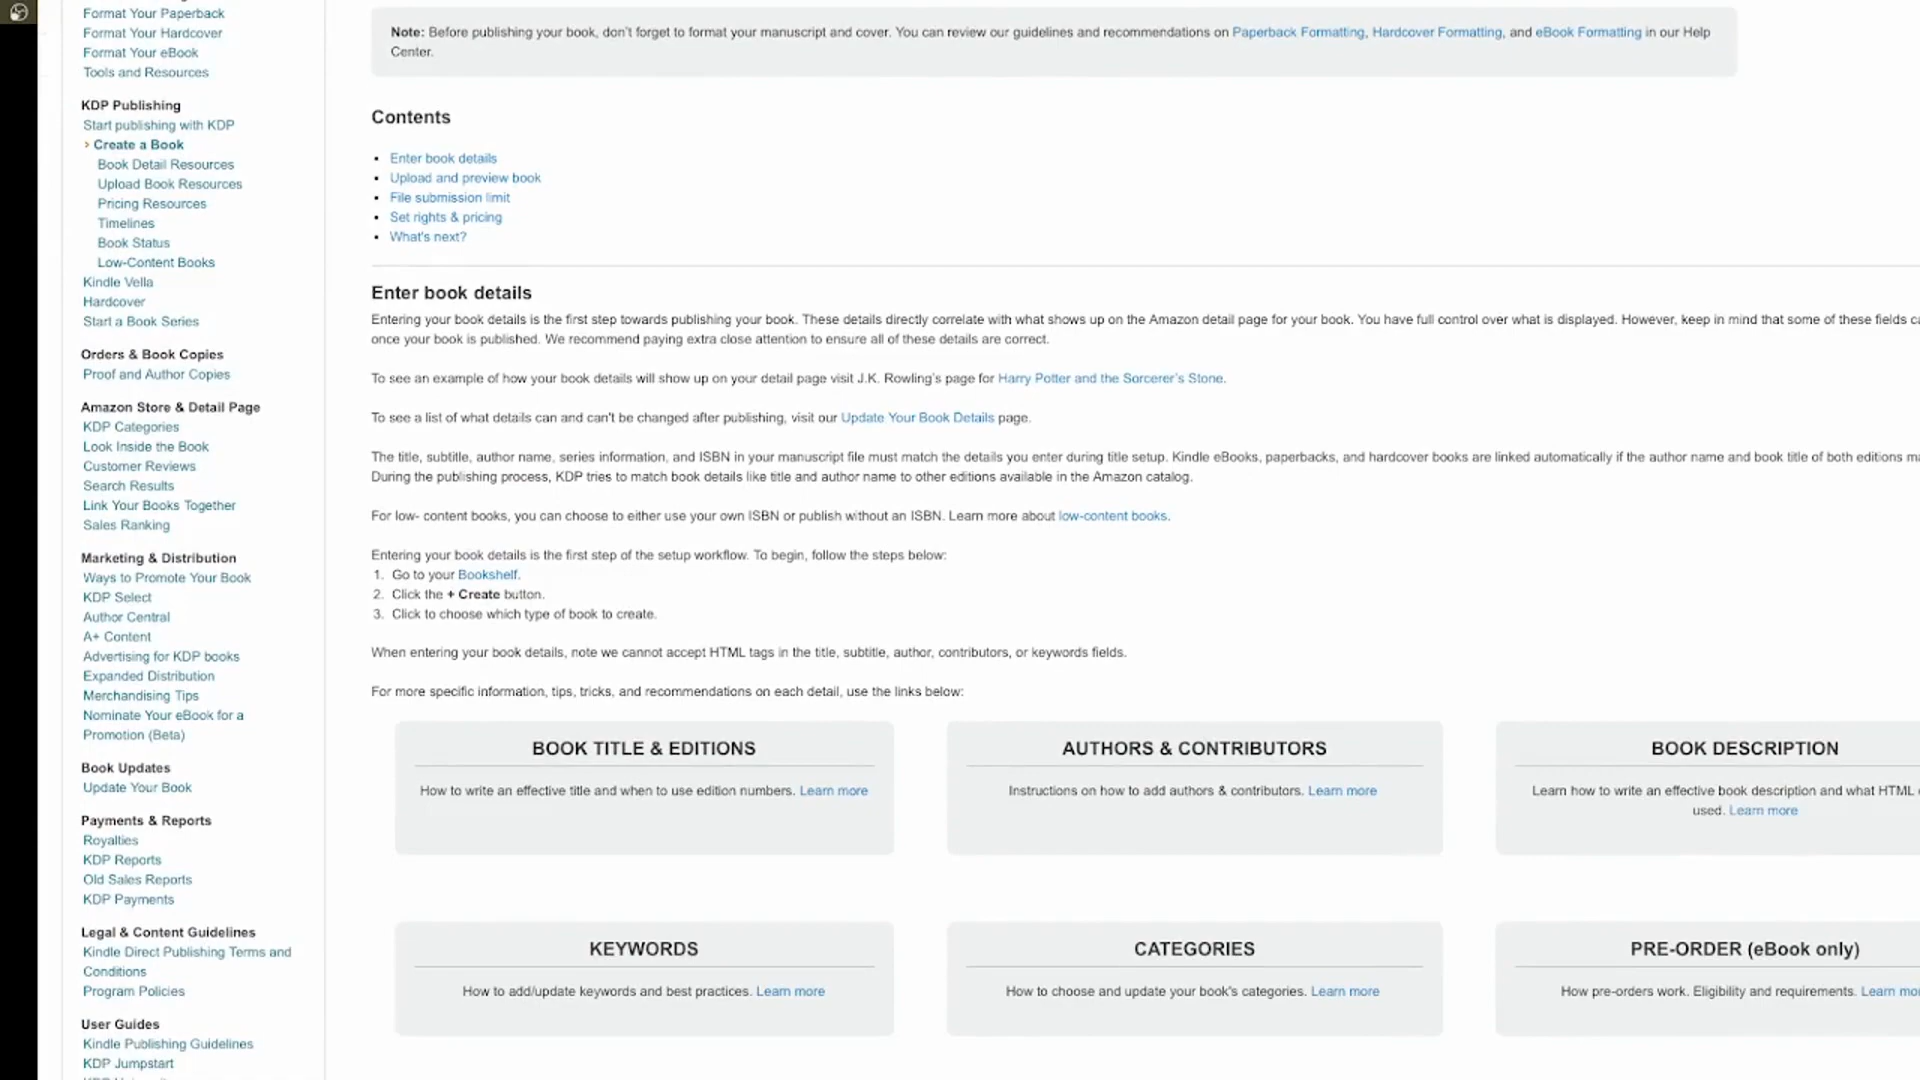 Format Your Paperback
Format Your Hardcover
Format Your eBook
Tools and Resources
KDP Publishing
Start publishing with KDP
› Create a Book
Book Detail Resources
Upload Book Resources
Pricing Resources
Timelines
Book Status
Low-Content Books
Kindle Vella
Hardcover
Start a Book Series
Orders & Book Copies
Proof and Author Copies
Amazon Store & Detail Page
KDP Categories
Look Inside the Book
Customer Reviews
Search Results
Link Your Books Together
Sales Ranking
Marketing & Distribution
Ways to Promote Your Book
KDP Select
Author Central
A+ Content
Advertising for KDP books
Expanded Distribution
Merchandising Tips
Nominate Your eBook for a
Promotion (Beta)
Book Updates
Update Your Book
Payments & Reports
Royalties
KDP Reports
Old Sales Reports
KDP Payments
Legal & Content Guidelines
Kindle Direct Publishing Terms and
Conditions
Program Policies
User Guides
Kindle Publishing Guidelines
KDP Jumpstart
Note: Before publishing your book, don't forget to format your manuscript and cover. You can review our guidelines and recommendations on Paperback Formatting, Hardcover Formatting, and eBook Formatting in our Help
Center.
Contents
• Enter book details
• Upload and preview book
• File submission limit
• Set rights & pricing
• What's next?
Enter book details
Entering your book details is the first step towards publishing your book. These details directly correlate with what shows up on the Amazon detail page for your book. You have full control over what is displayed. However, keep in mind that some of these fields
once your book is published. We recommend paying extra close attention to ensure all of these details are correct.
To see an example of how your book details will show up on your detail page visit J.K. Rowling's page for Harry Potter and the Sorcerer's Stone.
To see a list of what details can and can't be changed after publishing, visit our Update Your Book Details page.
The title, subtitle, author name, series information, and ISBN in your manuscript file must match the details you enter during title setup. Kindle eBooks, paperbacks, and hardcover books are linked automatically if the author name and book title of both editions
During the publishing process, KDP tries to match book details like title and author name to other editions available in the Amazon catalog.
For low- content books, you can choose to either use your own ISBN or publish without an ISBN. Learn more about low-content books.
Entering your book details is the first step of the setup workflow. To begin, follow the steps below:
1. Go to your Bookshelf.
2. Click the + Create button.
3. Click to choose which type of book to create.
When entering your book details, note we cannot accept HTML tags in the title, subtitle, author, contributors, or keywords fields.
For more specific information, tips, tricks, and recommendations on each detail, use the links below:
BOOK TITLE & EDITIONS
How to write an effective title and when to use edition numbers. Learn more
AUTHORS & CONTRIBUTORS
Instructions on how to add authors & contributors. Learn more
BOOK DESCRIPTION
Learn how to write an effective book description and what HTML
used. Learn more
KEYWORDS
How to add/update keywords and best practices. Learn more
CATEGORIES
How to choose and update your book's categories. Learn more
PRE-ORDER (eBook only)
How pre-orders work. Eligibility and requirements. Learn